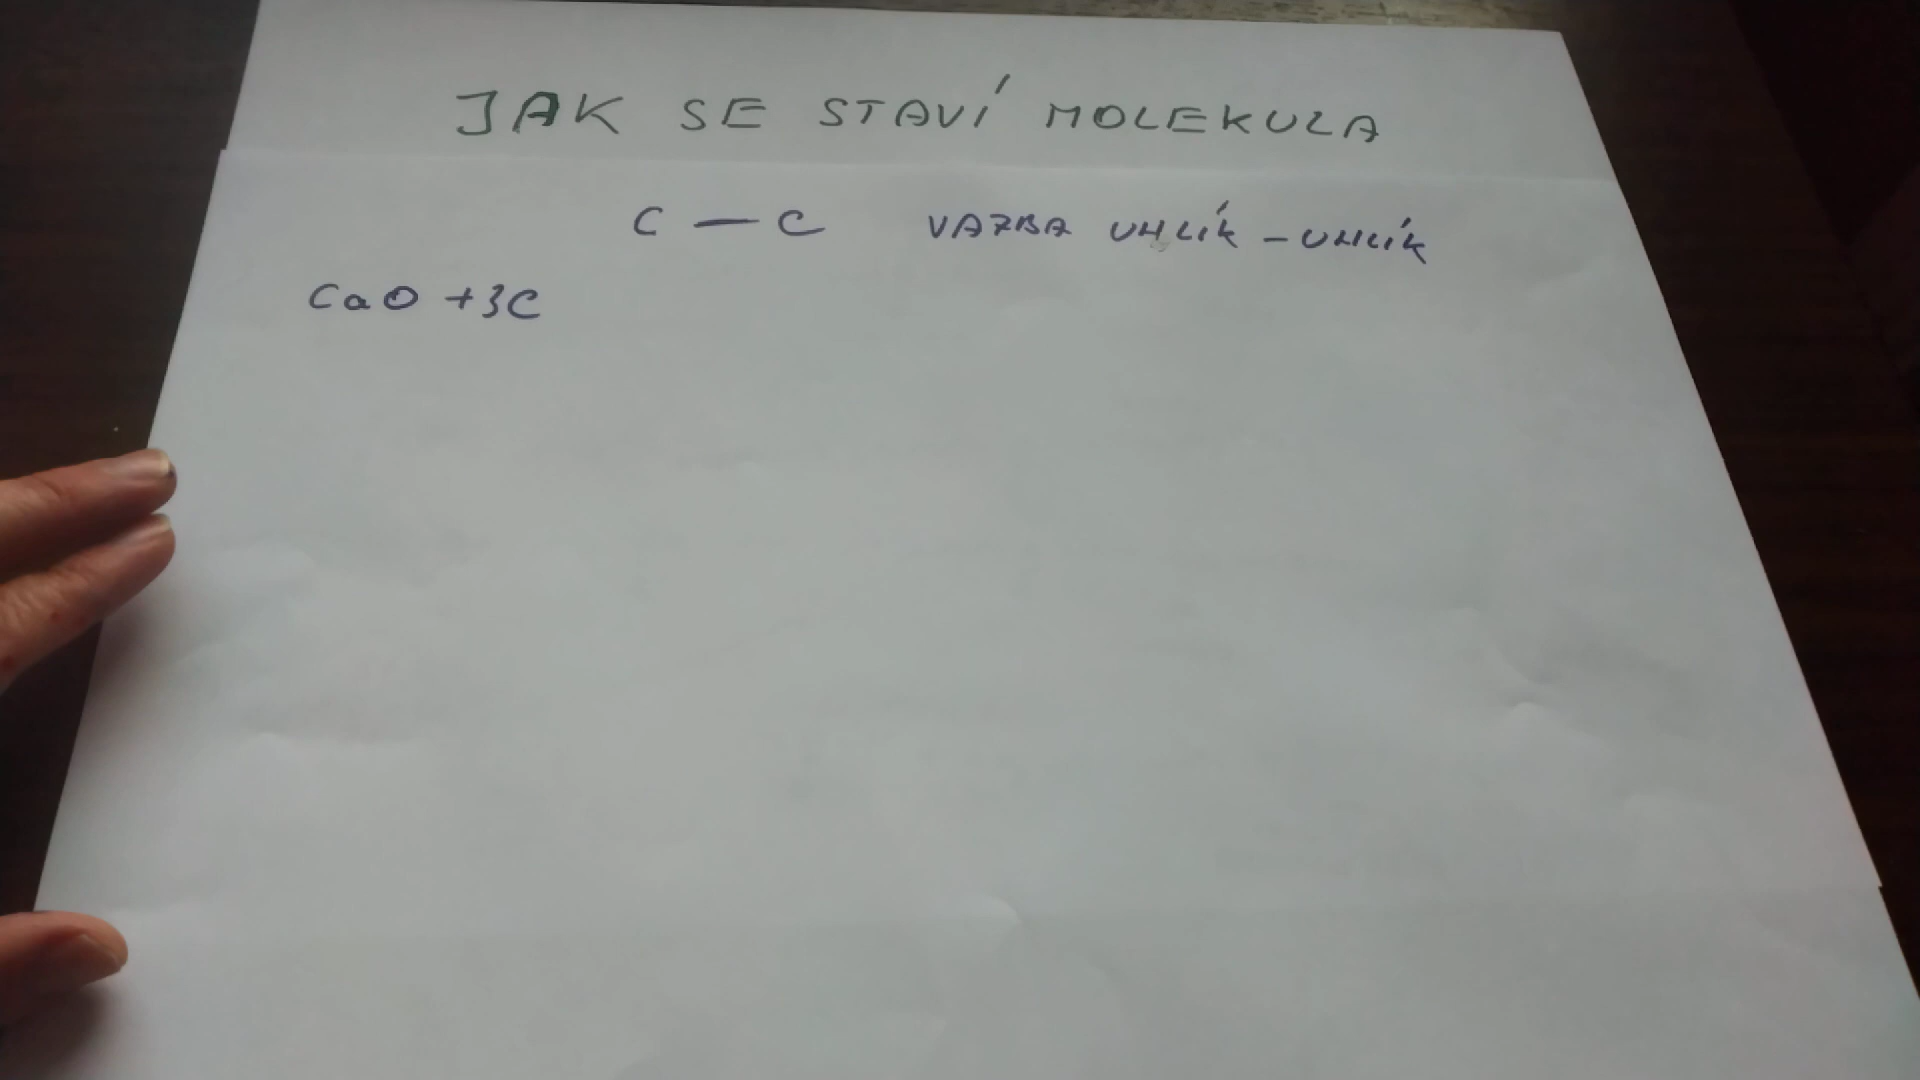 JAK SE STAVÍ MOLEKULA
C — C VAZBA UHLÍK – UHLÍK
CaO + 3C